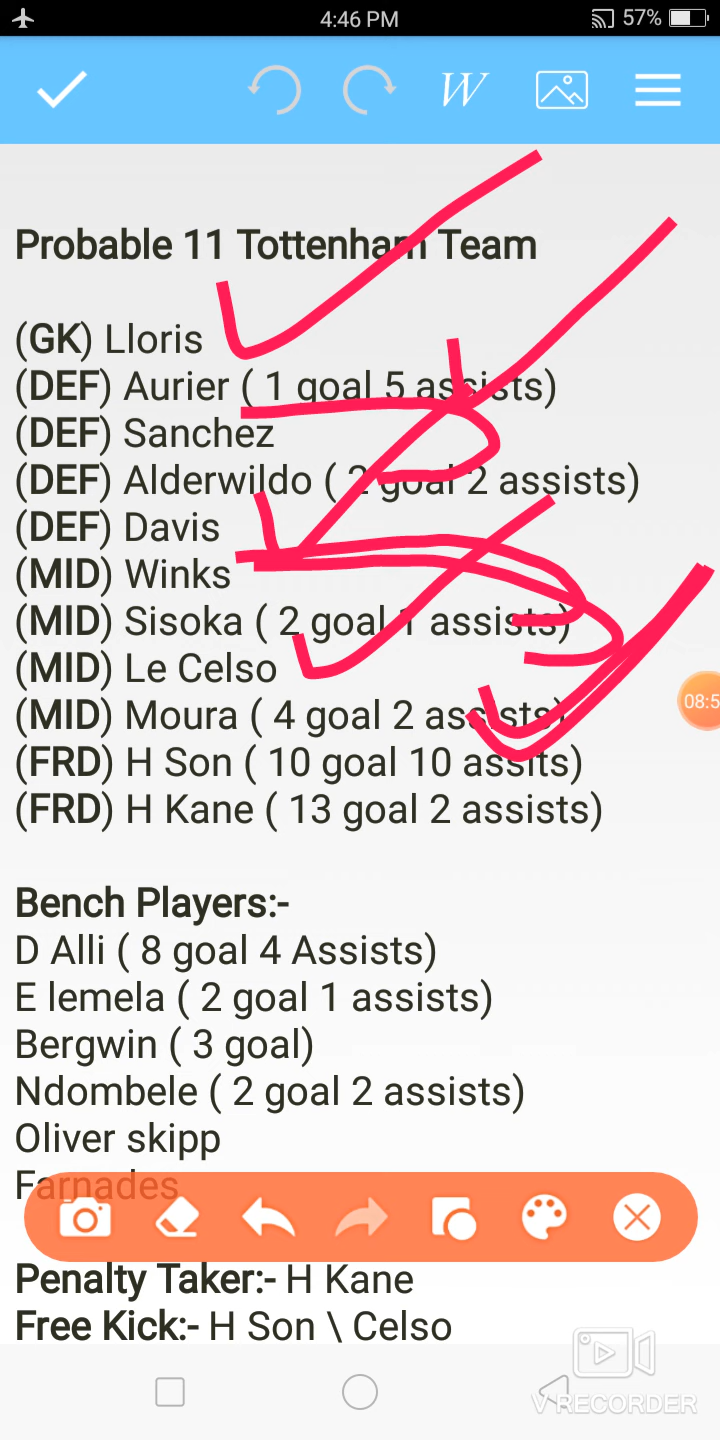 4:46 PM
57%
W
Probable 11 Tottenham Team
(GK) Lloris
(DEF) Aurier ( 1 goal 5 assists)
(DEF) Sanchez
(DEF) Alderwildo ( 2 goal 2 assists)
(DEF) Davis
(MID) Winks
(MID) Sisoka ( 2 goal 1 assists)
(MID) Le Celso
(MID) Moura ( 4 goal 2 assists)
08:5
(FRD) H Son ( 10 goal 10 assits)
(FRD) H Kane ( 13 goal 2 assists)
Bench Players:-
D Alli ( 8 goal 4 Assists)
E lemela ( 2 goal 1 assists)
Bergwin ( 3 goal)
Ndombele ( 2 goal 2 assists)
Oliver skipp
Farnades
Penalty Taker:- H Kane
Free Kick:- H Son \ Celso
V RECORDER